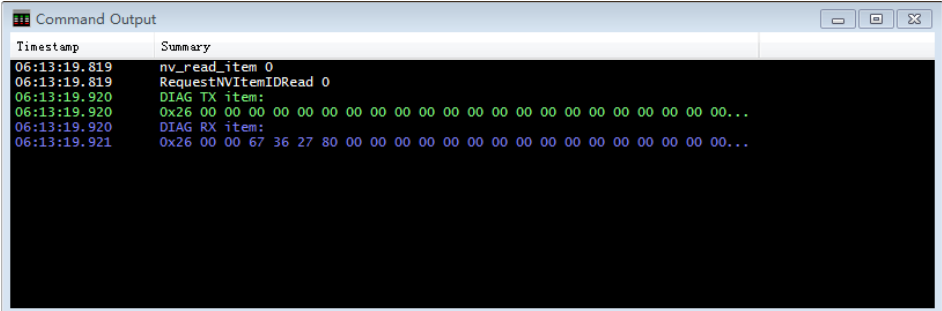 Command Output
Timestamp Summary
06:13:19.819 nv_read_item 0
06:13:19.819 RequestNVItemIDRead 0
06:13:19.920 DIAG TX item:
06:13:19.920 0x26 00 00 00 00 00 00 00 00 00 00 00 00 00 00 00 00 00 00 00 00 00 00...
06:13:19.920 DIAG RX item:
06:13:19.921 0x26 00 00 67 36 27 80 00 00 00 00 00 00 00 00 00 00 00 00 00 00 00 00...